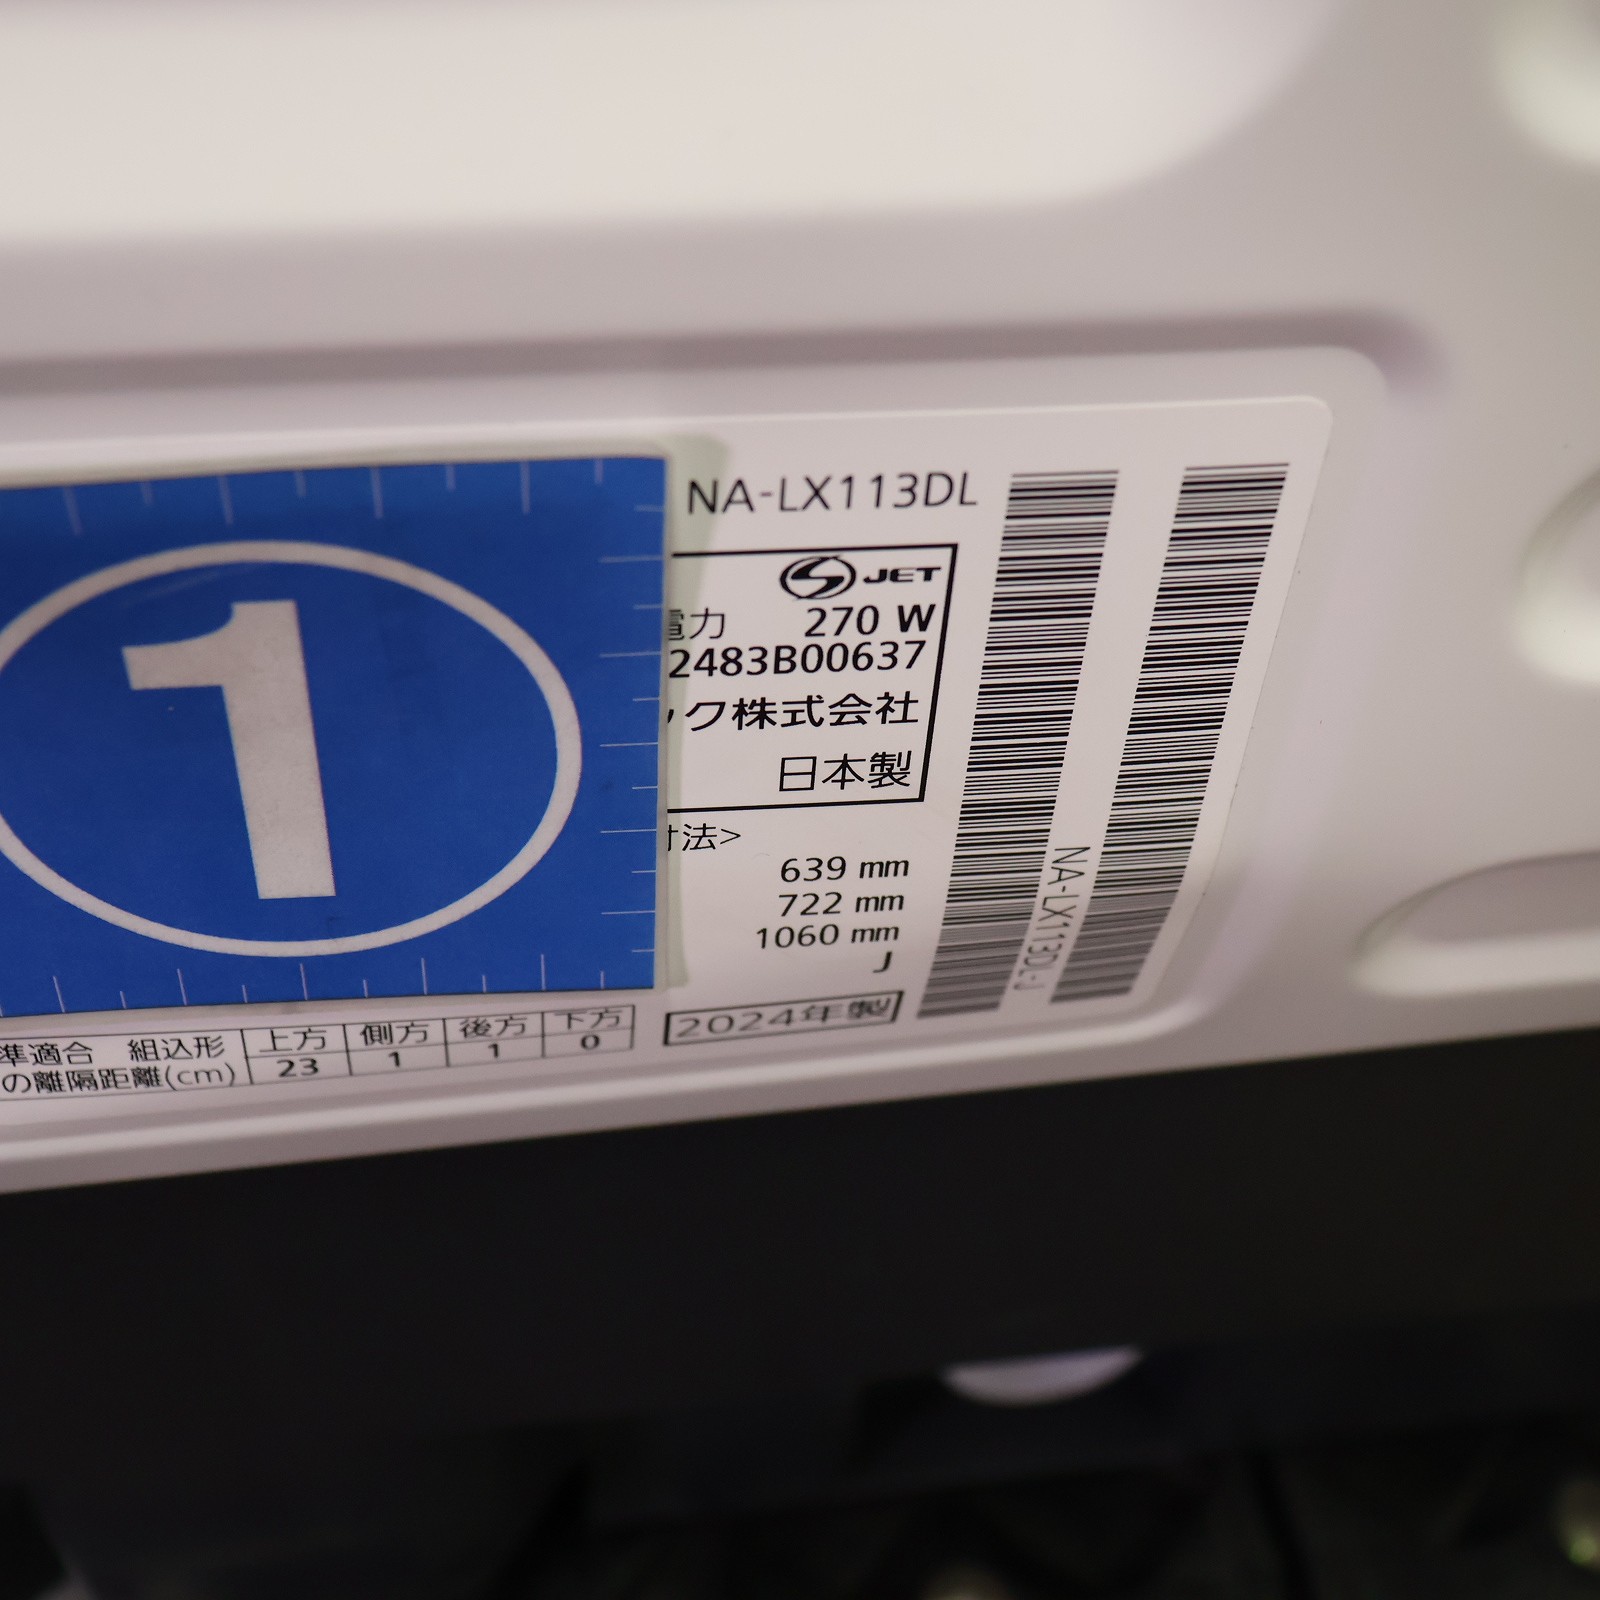 NA-LX113DL
JET
電力 270 W
2483B00637
ック株式会社
日本製
寸法>
639 mm
722 mm
1060 mm
J
2024年製
1
準適合 組込形
の離隔距離(cm)
上方 側方 後方 下方
23 1 1 0
NA-LX113DL-J